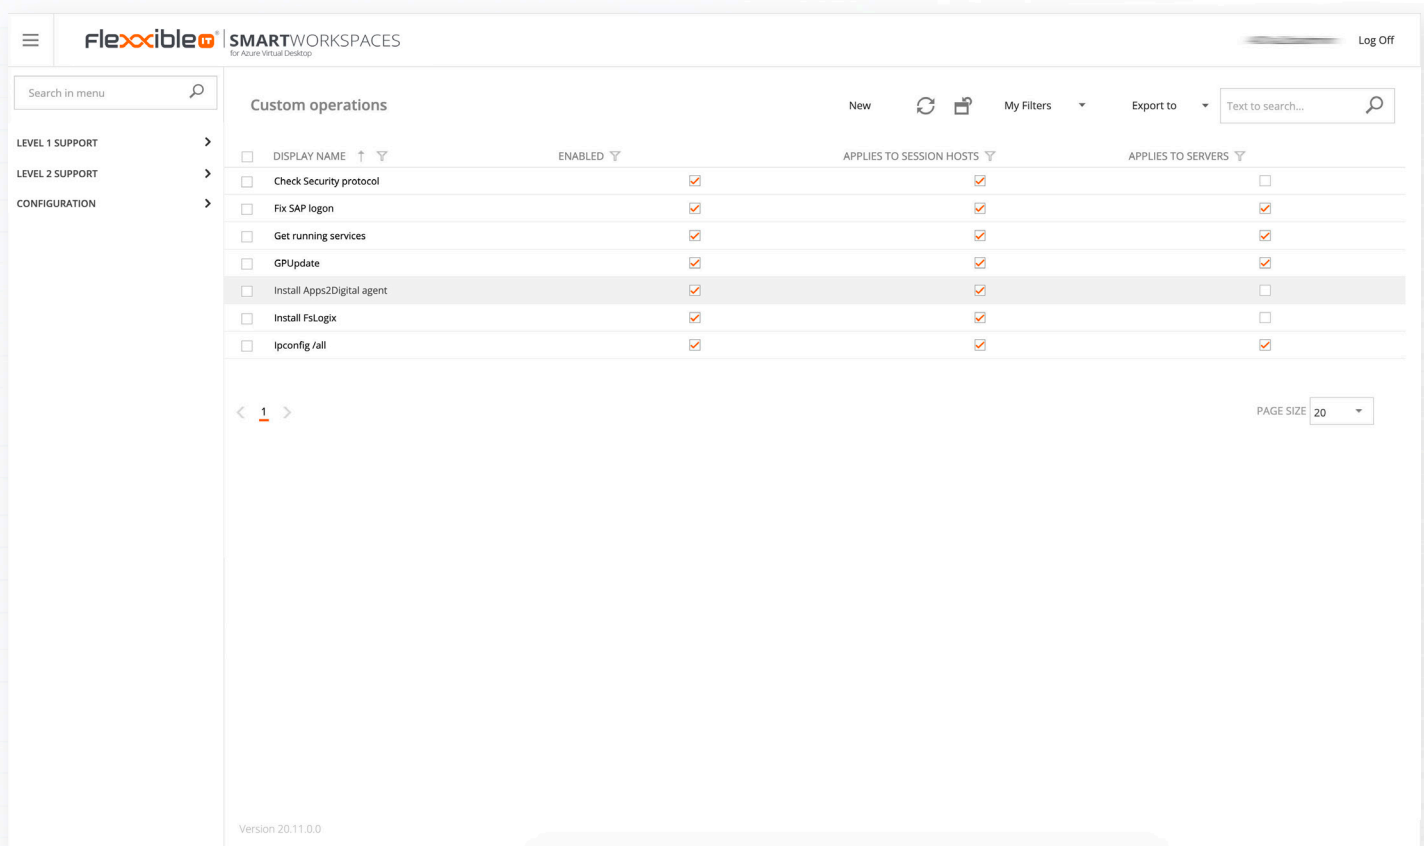 Flexxible IT SMARTWORKSPACES
for Azure Virtual Desktop
Log Off
Search in menu
LEVEL 1 SUPPORT
LEVEL 2 SUPPORT
CONFIGURATION
Custom operations
New
My Filters
Export to
Text to search...
DISPLAY NAME ENABLED APPLIES TO SESSION HOSTS APPLIES TO SERVERS
Check Security protocol
Fix SAP logon
Get running services
GPUpdate
Install Apps2Digital agent
Install FsLogix
Ipconfig /all
1
PAGE SIZE 20
Version 20.11.0.0